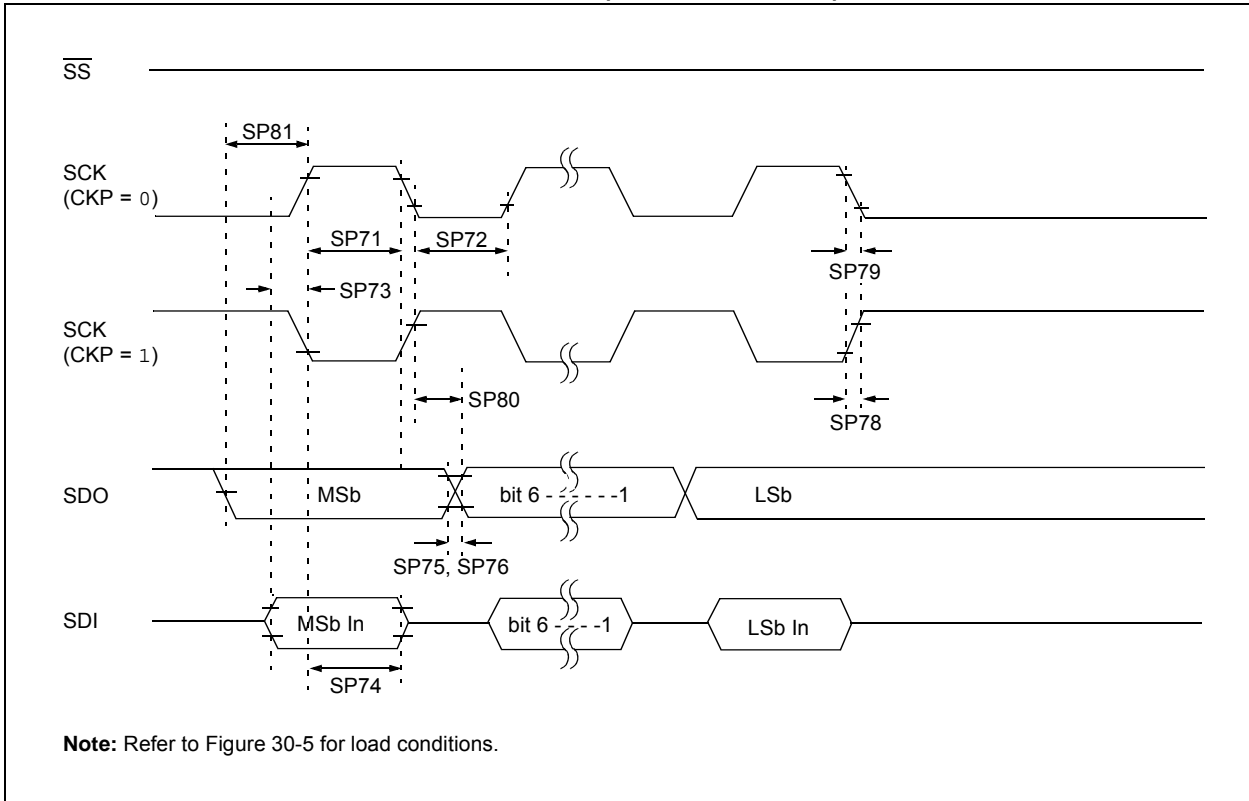 SS
SP81
SCK
(CKP = 0)
SP71
SP72
SP79
SP73
SCK
(CKP = 1)
SP80
SP78
SDO
MSb
bit 6 - - - - - -1
LSb
SP75, SP76
SDI
MSb In
bit 6 - - - -1
LSb In
SP74
Note: Refer to Figure 30-5 for load conditions.